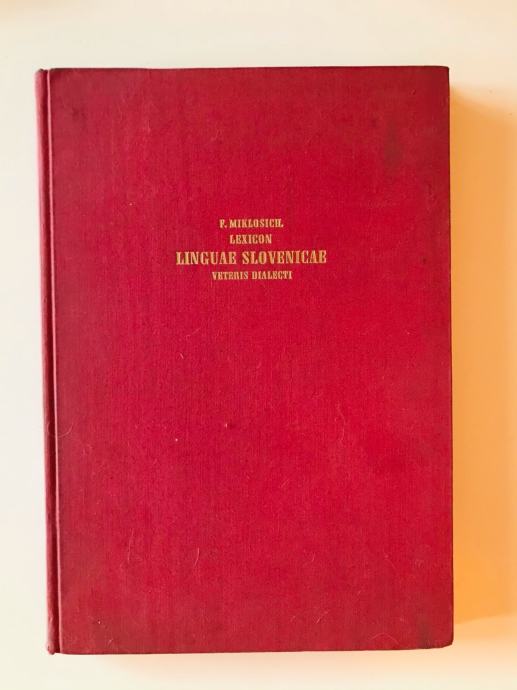 F. MIKLOSICH.
LEXICON
LINGUAE SLOVENICAE
VETERIS DIALECTI